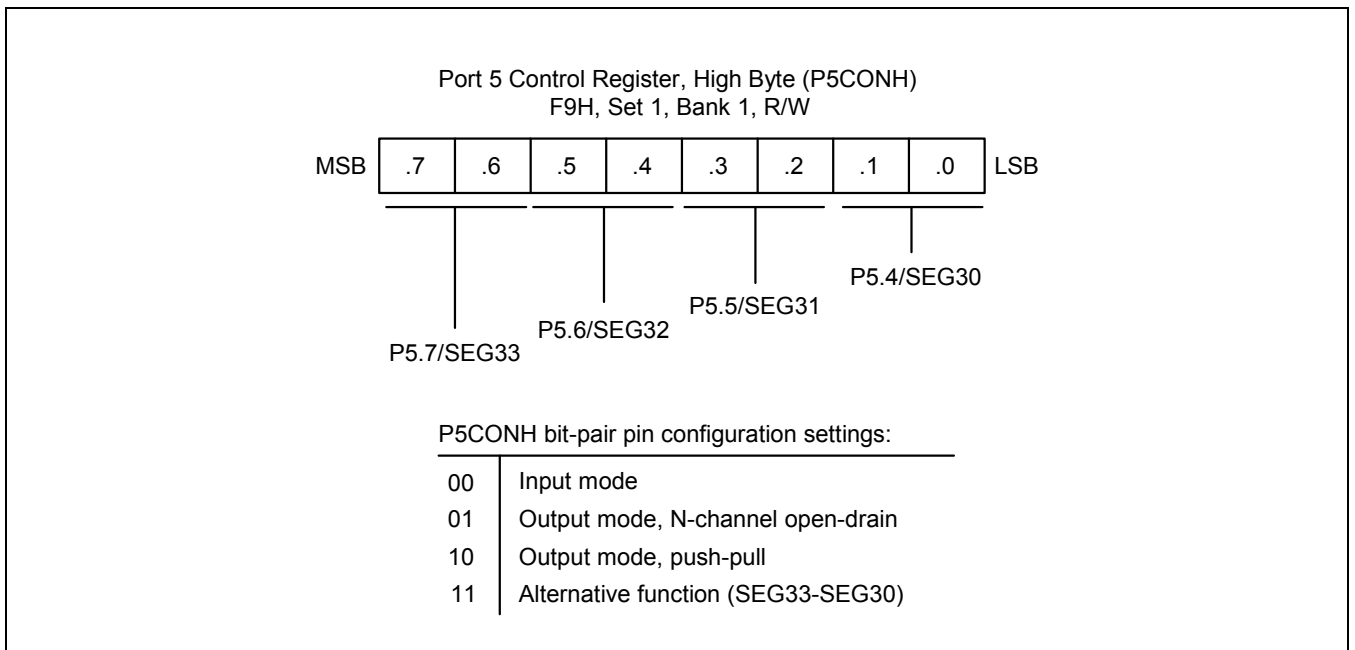 Port 5 Control Register, High Byte (P5CONH)
F9H, Set 1, Bank 1, R/W
MSB .7 .6 .5 .4 .3 .2 .1 .0 LSB
P5.4/SEG30
P5.5/SEG31
P5.6/SEG32
P5.7/SEG33
P5CONH bit-pair pin configuration settings:
00 Input mode
01 Output mode, N-channel open-drain
10 Output mode, push-pull
11 Alternative function (SEG33-SEG30)